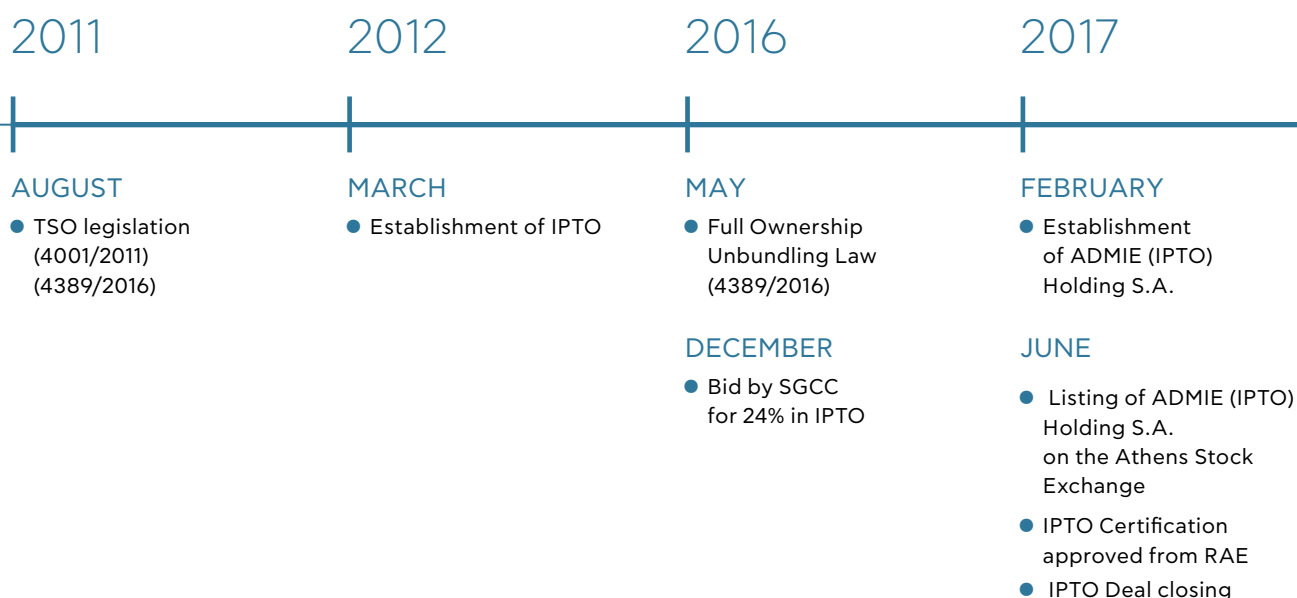 2011
AUGUST
TSO legislation
(4001/2011)
(4389/2016)
2012
MARCH
Establishment of IPTO
2016
MAY
Full Ownership
Unbundling Law
(4389/2016)
DECEMBER
Bid by SGCC
for 24% in IPTO
2017
FEBRUARY
Establishment
of ADMIE (IPTO)
Holding S.A.
JUNE
Listing of ADMIE (IPTO)
Holding S.A.
on the Athens Stock
Exchange
IPTO Certification
approved from RAE
IPTO Deal closing